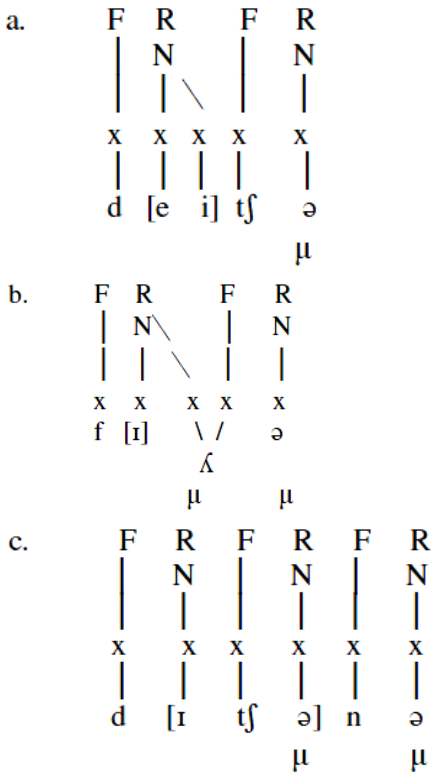 a. F R F R
N N
x x x x x
d [e i] tʃ ə
μ
b. F R F R
N N
x x x x x
f [ɪ] ə
ʎ
μ μ
c. F R F R F R
N N N
x x x x x x
d [ɪ tʃ ə] n ə
μ μ